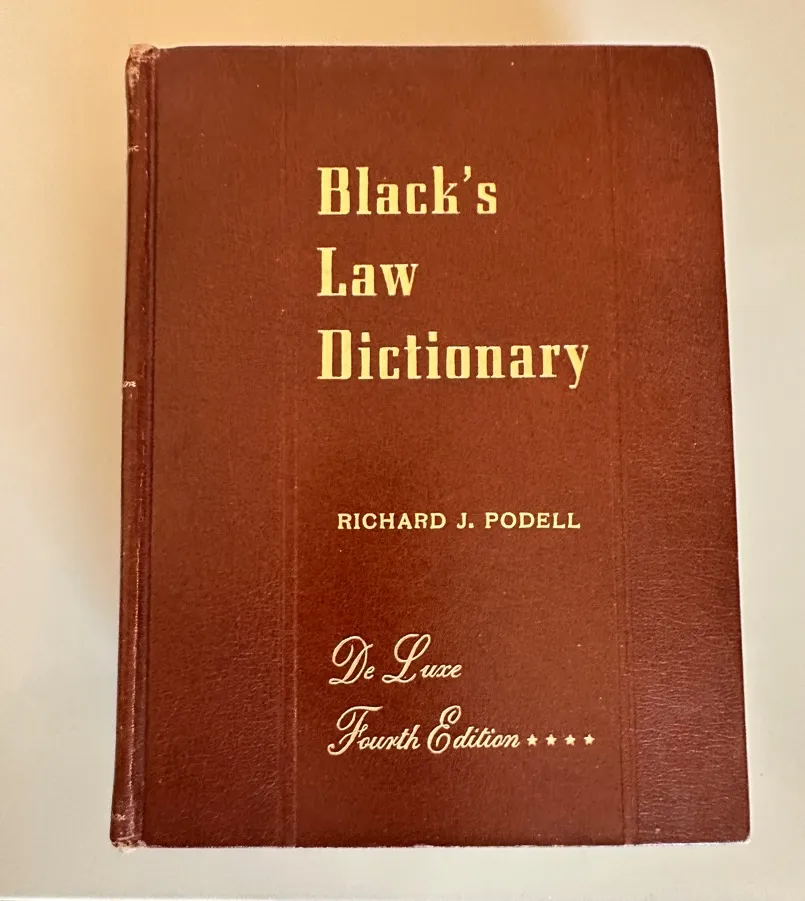 Black's
Law
Dictionary
RICHARD J. PODELL
De Luxe
Fourth Edition ★★★★